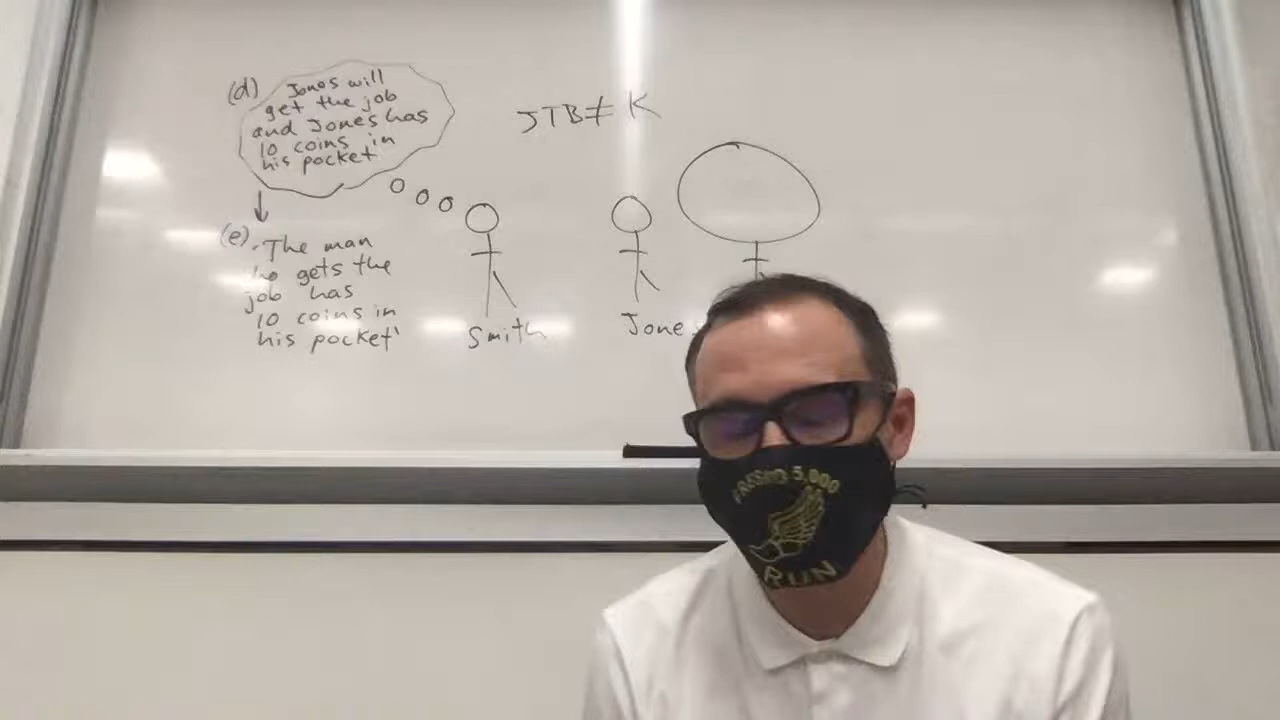 (d) Jones will
get the job
and Jones has
10 coins in
his pocket
JTB ≠ K
(e) The man
gets the
job has
10 coins in
his pocket
Smith
Jones
FRESNO 5,000
RUN